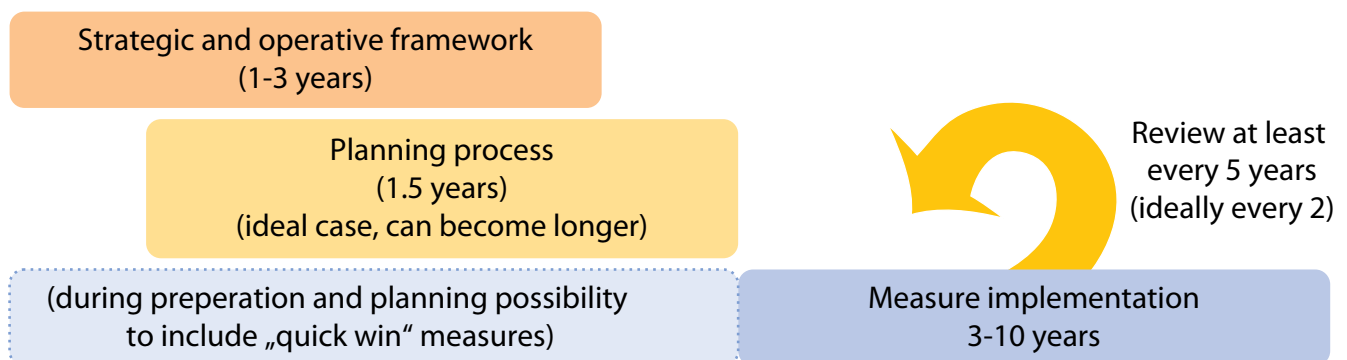 Strategic and operative framework
(1-3 years)
Planning process
(1.5 years)
(ideal case, can become longer)
Review at least
every 5 years
(ideally every 2)
(during preperation and planning possibility
to include „quick win“ measures)
Measure implementation
3-10 years